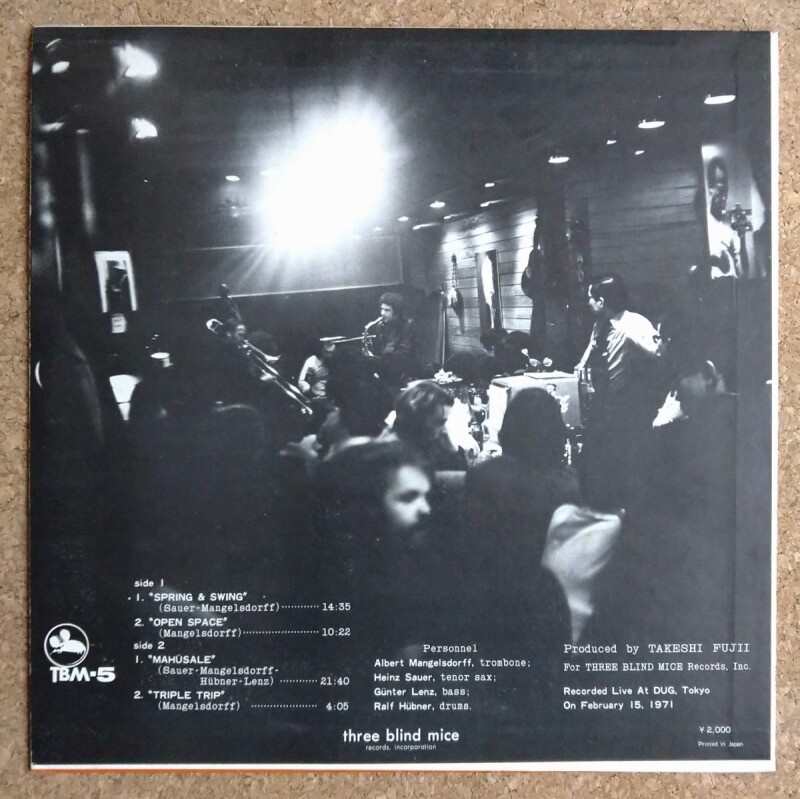 side 1
1. "SPRING & SWING"
(Sauer-Mangelsdorff)············ 14:35
2. "OPEN SPACE"
(Mangelsdorff)······················· 10:22
side 2
1. "MAHÜSALE"
(Sauer-Mangelsdorff-
Hübner-Lenz) ············ 21:40
2. "TRIPLE TRIP"
(Mangelsdorff) ····················· 4:05
TBM-5
Personnel
Albert Mangelsdorff, trombone;
Heinz Sauer, tenor sax;
Günter Lenz, bass;
Ralf Hübner, drums.
Produced by TAKESHI FUJII
For THREE BLIND MICE Records, Inc.
Recorded Live At DUG, Tokyo
On February 15, 1971
three blind mice
records, incorporation
¥2,000
Printed in Japan